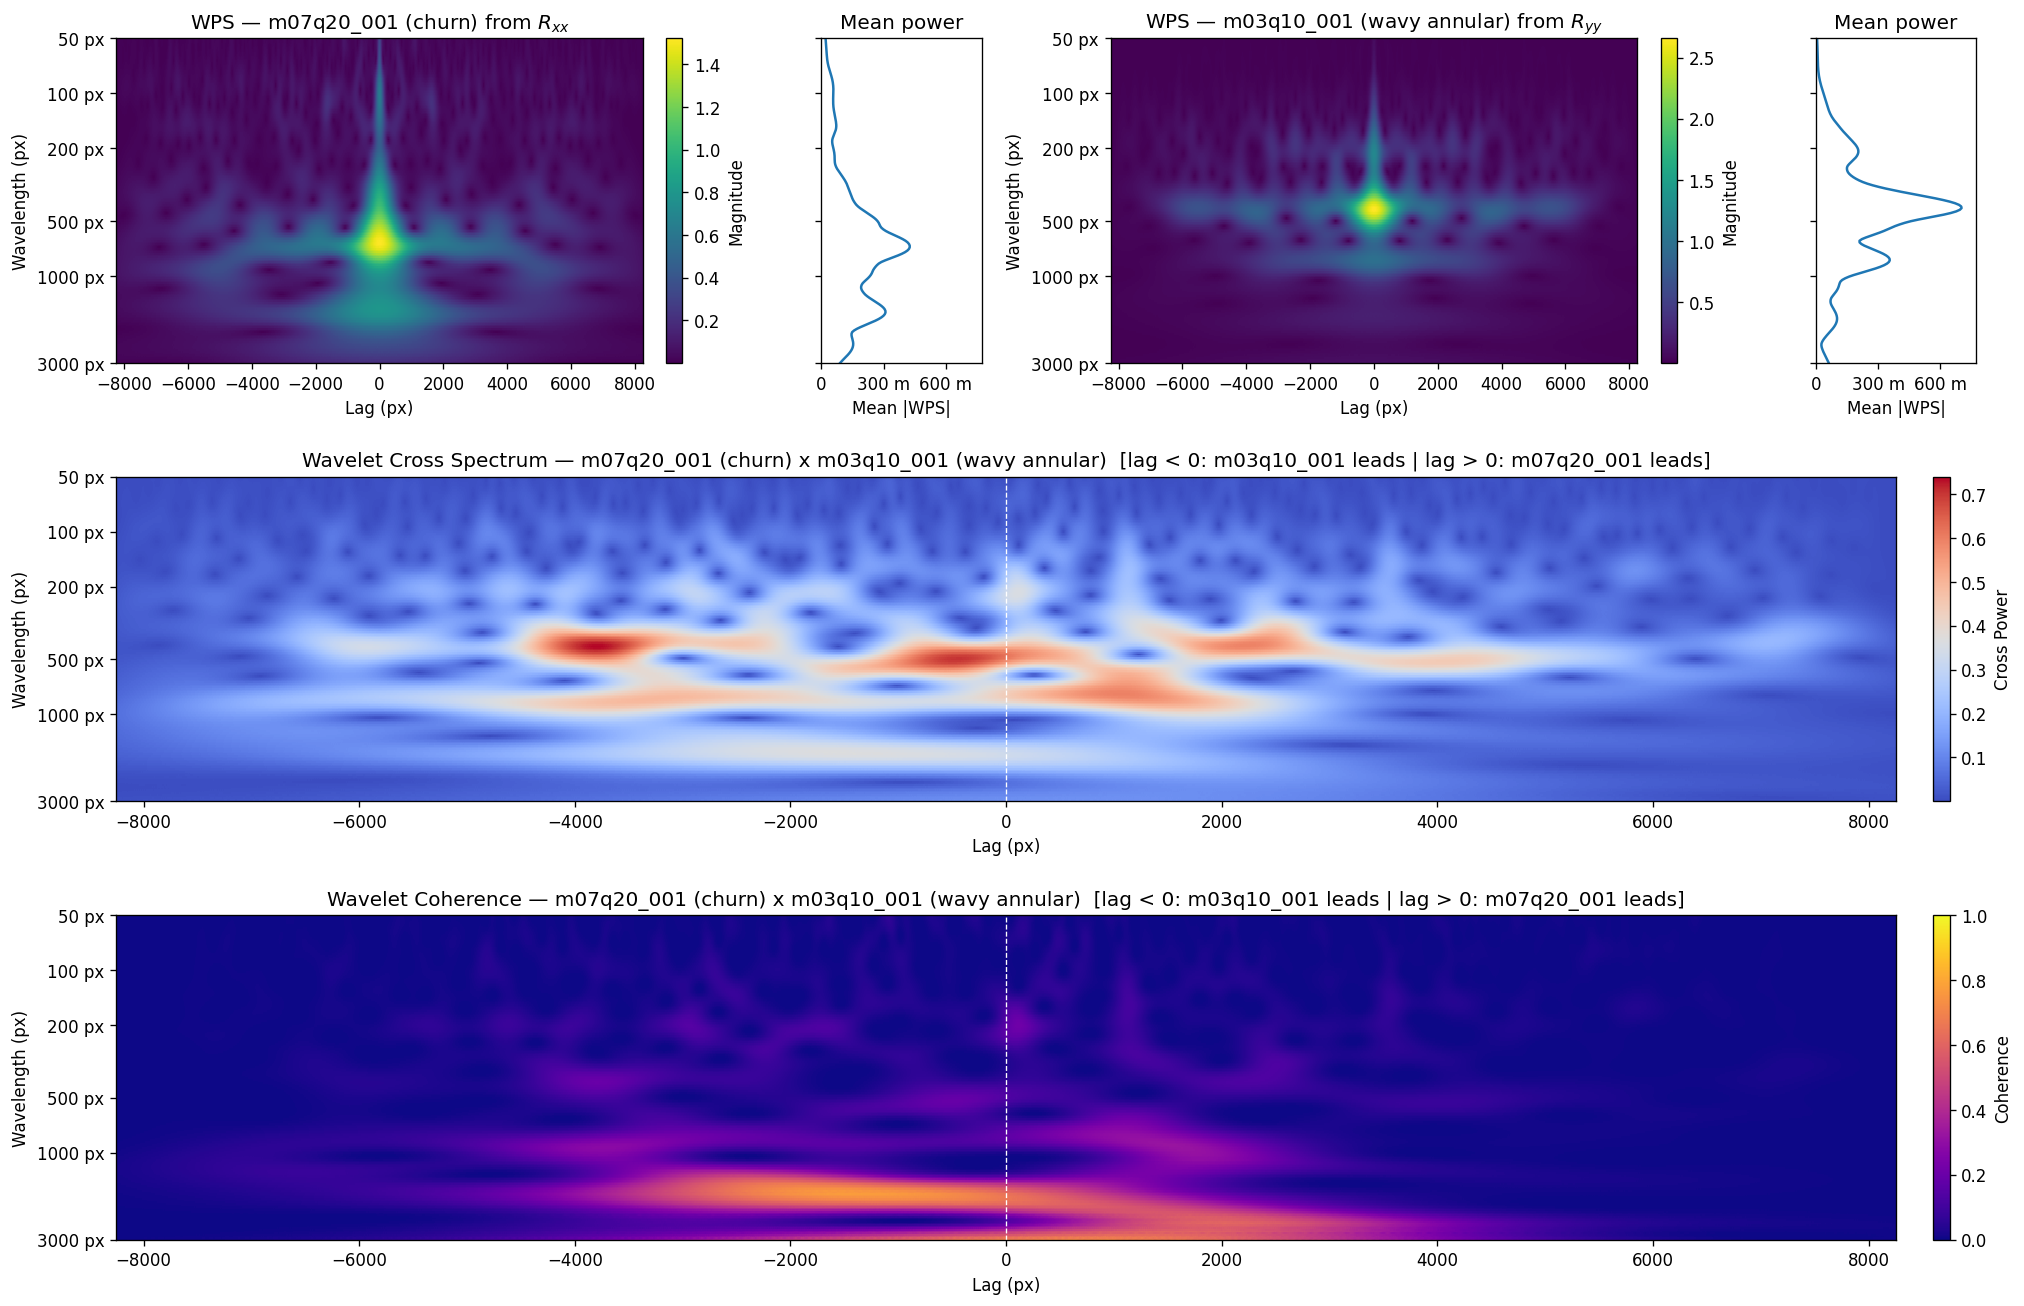 WPS — m07q20_001 (churn) from Rxx
Mean power
WPS — m03q10_001 (wavy annular) from Ryy
Mean power
Wavelength (px)
50 px
100 px
200 px
500 px
1000 px
3000 px
−8000 −6000 −4000 −2000 0 2000 4000 6000 8000
Lag (px)
1.4
1.2
1.0
0.8
0.6
0.4
0.2
Magnitude
0 300 m 600 m
Mean |WPS|
Wavelength (px)
50 px
100 px
200 px
500 px
1000 px
3000 px
−8000 −6000 −4000 −2000 0 2000 4000 6000 8000
Lag (px)
2.5
2.0
1.5
1.0
0.5
Magnitude
0 300 m 600 m
Mean |WPS|
Wavelet Cross Spectrum — m07q20_001 (churn) x m03q10_001 (wavy annular) [lag < 0: m03q10_001 leads | lag > 0: m07q20_001 leads]
Wavelength (px)
50 px
100 px
200 px
500 px
1000 px
3000 px
−8000 −6000 −4000 −2000 0 2000 4000 6000 8000
Lag (px)
0.7
0.6
0.5
0.4
0.3
0.2
0.1
Cross Power
Wavelet Coherence — m07q20_001 (churn) x m03q10_001 (wavy annular) [lag < 0: m03q10_001 leads | lag > 0: m07q20_001 leads]
Wavelength (px)
50 px
100 px
200 px
500 px
1000 px
3000 px
−8000 −6000 −4000 −2000 0 2000 4000 6000 8000
Lag (px)
1.0
0.8
0.6
0.4
0.2
0.0
Coherence